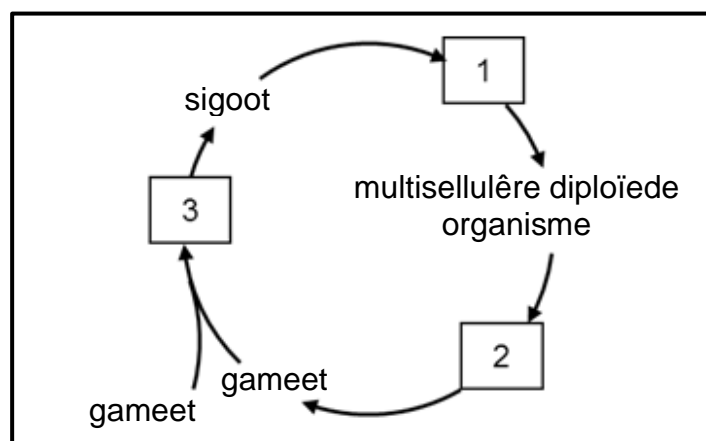 1
sigoot
multisellulêre diploïede
organisme
3
2
gameet
gameet